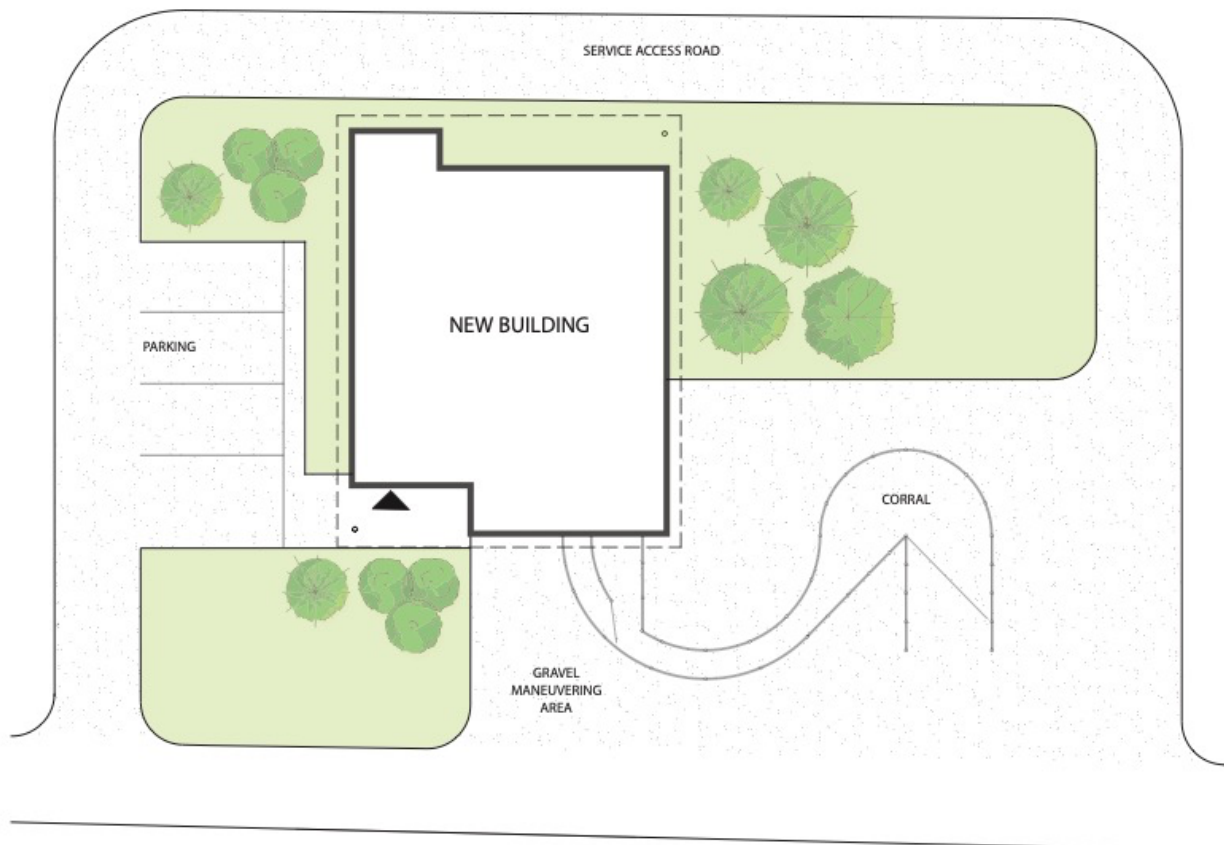 SERVICE ACCESS ROAD
NEW BUILDING
PARKING
CORRAL
GRAVEL
MANEUVERING
AREA